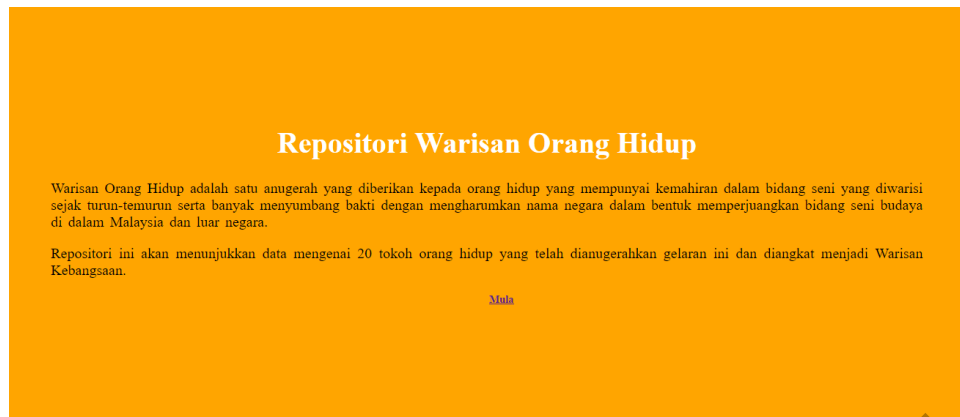 Repositori Warisan Orang Hidup
Warisan Orang Hidup adalah satu anugerah yang diberikan kepada orang hidup yang mempunyai kemahiran dalam bidang seni yang diwarisi
sejak turun-temurun serta banyak menyumbang bakti dengan mengharumkan nama negara dalam bentuk memperjuangkan bidang seni budaya
di dalam Malaysia dan luar negara.
Repositori ini akan menunjukkan data mengenai 20 tokoh orang hidup yang telah dianugerahkan gelaran ini dan diangkat menjadi Warisan
Kebangsaan.
Mula